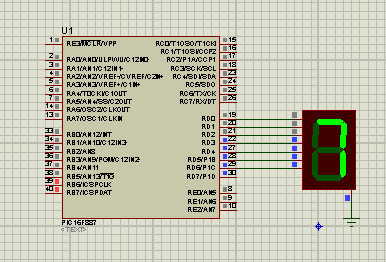 U1
1 RE3/MCLR/VPP RC0/T1OSO/T1CKI 15
RC1/T1OSI/CCP2 16
2 RA0/AN0/ULPWU/C12IN0- RC2/P1A/CCP1 17
3 RA1/AN1/C12IN1- RC3/SCK/SCL 18
4 RA2/AN2/VREF-/CVREF/C2IN+ RC4/SDI/SDA 23
5 RA3/AN3/VREF+/C1IN+ RC5/SDO 24
6 RA4/T0CKI/C1OUT RC6/TX/CK 25
7 RA5/AN4/SS/C2OUT RC7/RX/DT 26
14 RA6/OSC2/CLKOUT
13 RA7/OSC1/CLKIN RD0 19
RD1 20
33 RB0/AN12/INT RD2 21
34 RB1/AN10/C12IN3- RD3 22
35 RB2/AN8 RD4 27
36 RB3/AN9/PGM/C12IN2- RD5/P1B 28
37 RB4/AN11 RD6/P1C 29
38 RB5/AN13/T1G RD7/P1D 30
39 RB6/ICSPCLK
40 RB7/ICSPDAT RE0/AN5 8
RE1/AN6 9
RE2/AN7 10
PIC16F887
<TEXT>
7